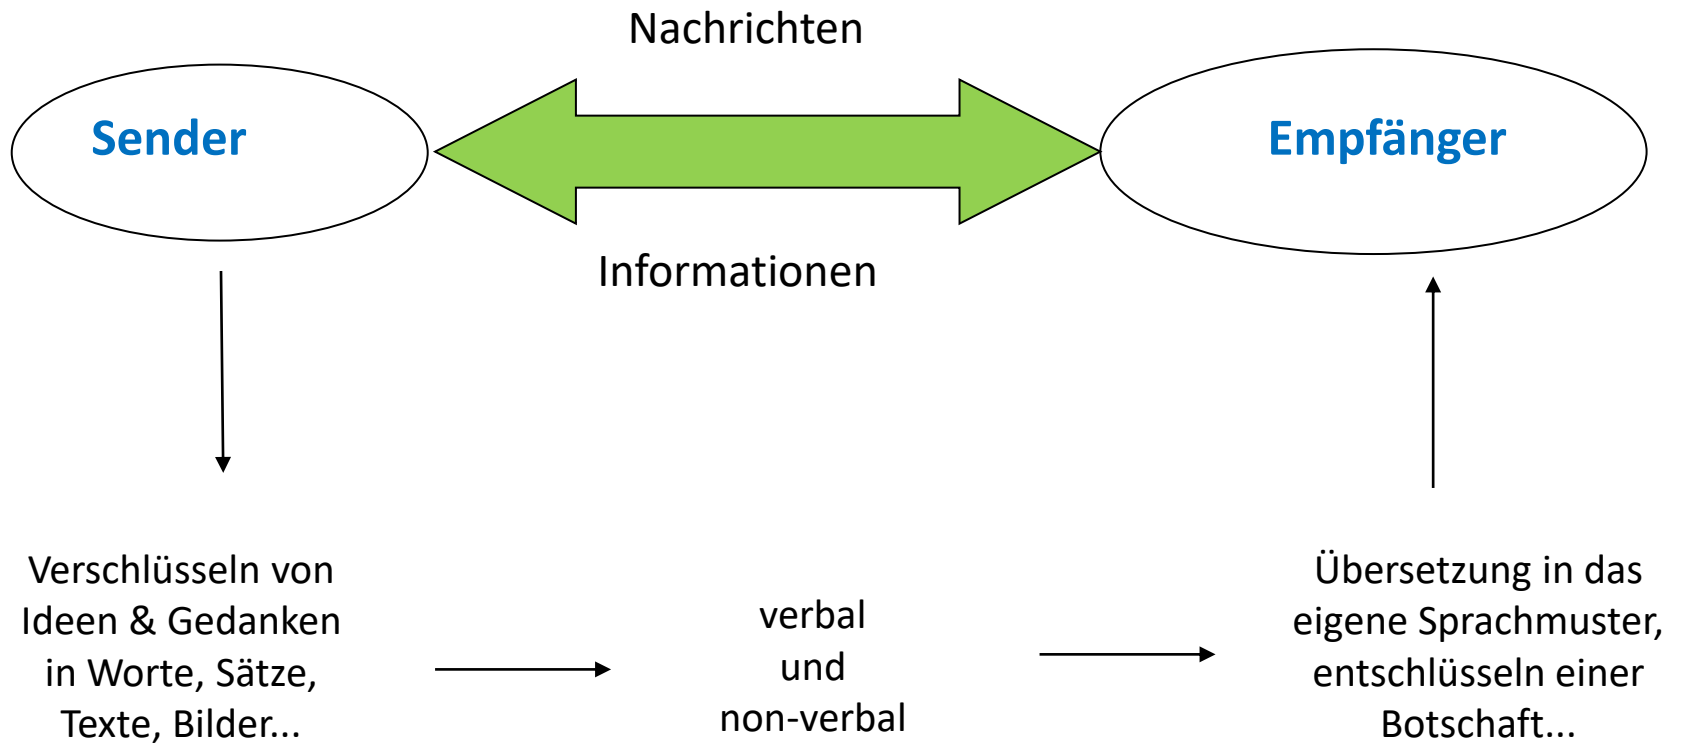 Nachrichten
Sender
Empfänger
Informationen
Verschlüsseln von
Ideen & Gedanken
in Worte, Sätze,
Texte, Bilder...
verbal
und
non-verbal
Übersetzung in das
eigene Sprachmuster,
entschlüsseln einer
Botschaft...